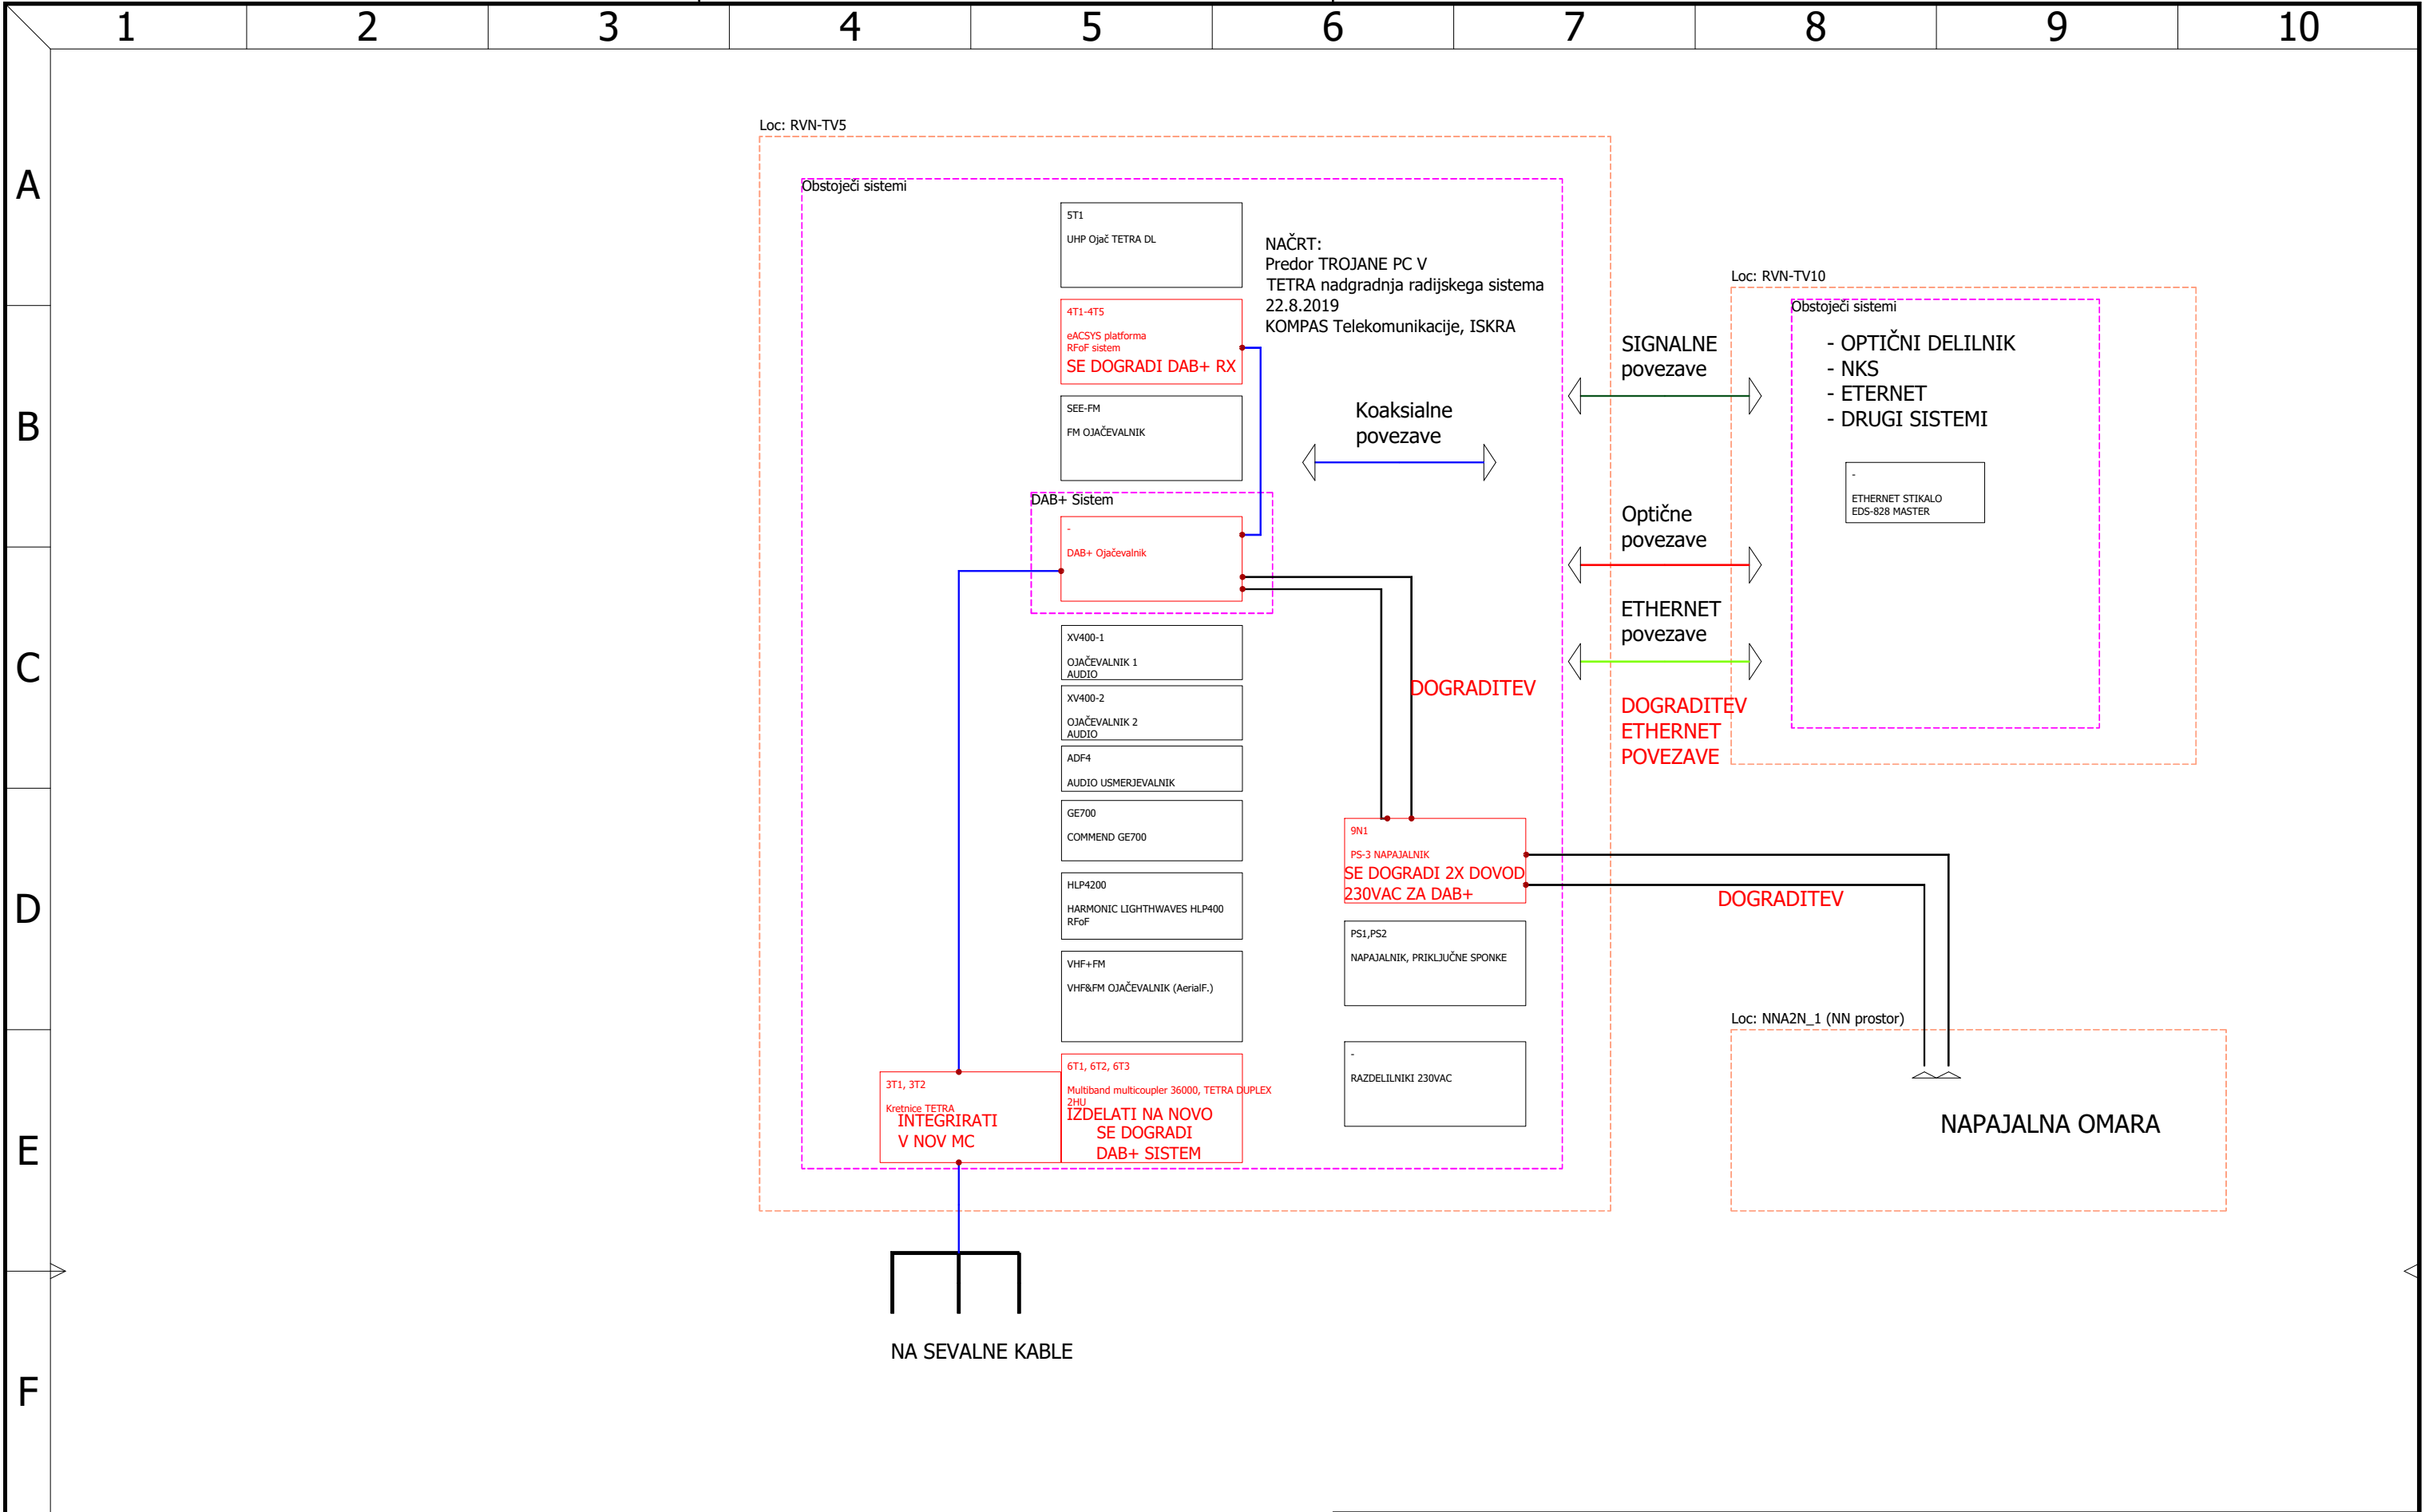 1 2 3 4 5 6 7 8 9 10
A
B
C
D
E
F
Loc: RVN-TV5
Obstoječi sistemi
5T1
UHP Ojač TETRA DL
NAČRT:
Predor TROJANE PC V
TETRA nadgradnja radijskega sistema
22.8.2019
KOMPAS Telekomunikacije, ISKRA
4T1-4T5
eACSYS platforma
RFoF sistem
SE DOGRADI DAB+ RX
SEE-FM
FM OJAČEVALNIK
Koaksialne
povezave
DAB+ Sistem
-
DAB+ Ojačevalnik
XV400-1
OJAČEVALNIK 1
AUDIO
XV400-2
OJAČEVALNIK 2
AUDIO
ADF4
AUDIO USMERJEVALNIK
GE700
COMMEND GE700
HLP4200
HARMONIC LIGHTHWAVES HLP400
RFoF
VHF+FM
VHF&FM OJAČEVALNIK (AerialF.)
3T1, 3T2
Kretnice TETRA
INTEGRIRATI
V NOV MC
6T1, 6T2, 6T3
Multiband multicoupler 36000, TETRA DUPLEX
2HU
IZDELATI NA NOVO
SE DOGRADI
DAB+ SISTEM
DOGRADITEV
9N1
PS-3 NAPAJALNIK
SE DOGRADI 2X DOVOD
230VAC ZA DAB+
PS1,PS2
NAPAJALNIK, PRIKLJUČNE SPONKE
-
RAZDELILNIKI 230VAC
NA SEVALNE KABLE
SIGNALNE
povezave
Optične
povezave
ETHERNET
povezave
DOGRADITEV
ETHERNET
POVEZAVE
Loc: RVN-TV10
Obstoječi sistemi
- OPTIČNI DELILNIK
- NKS
- ETERNET
- DRUGI SISTEMI
-
ETHERNET STIKALO
EDS-828 MASTER
DOGRADITEV
Loc: NNA2N_1 (NN prostor)
NAPAJALNA OMARA